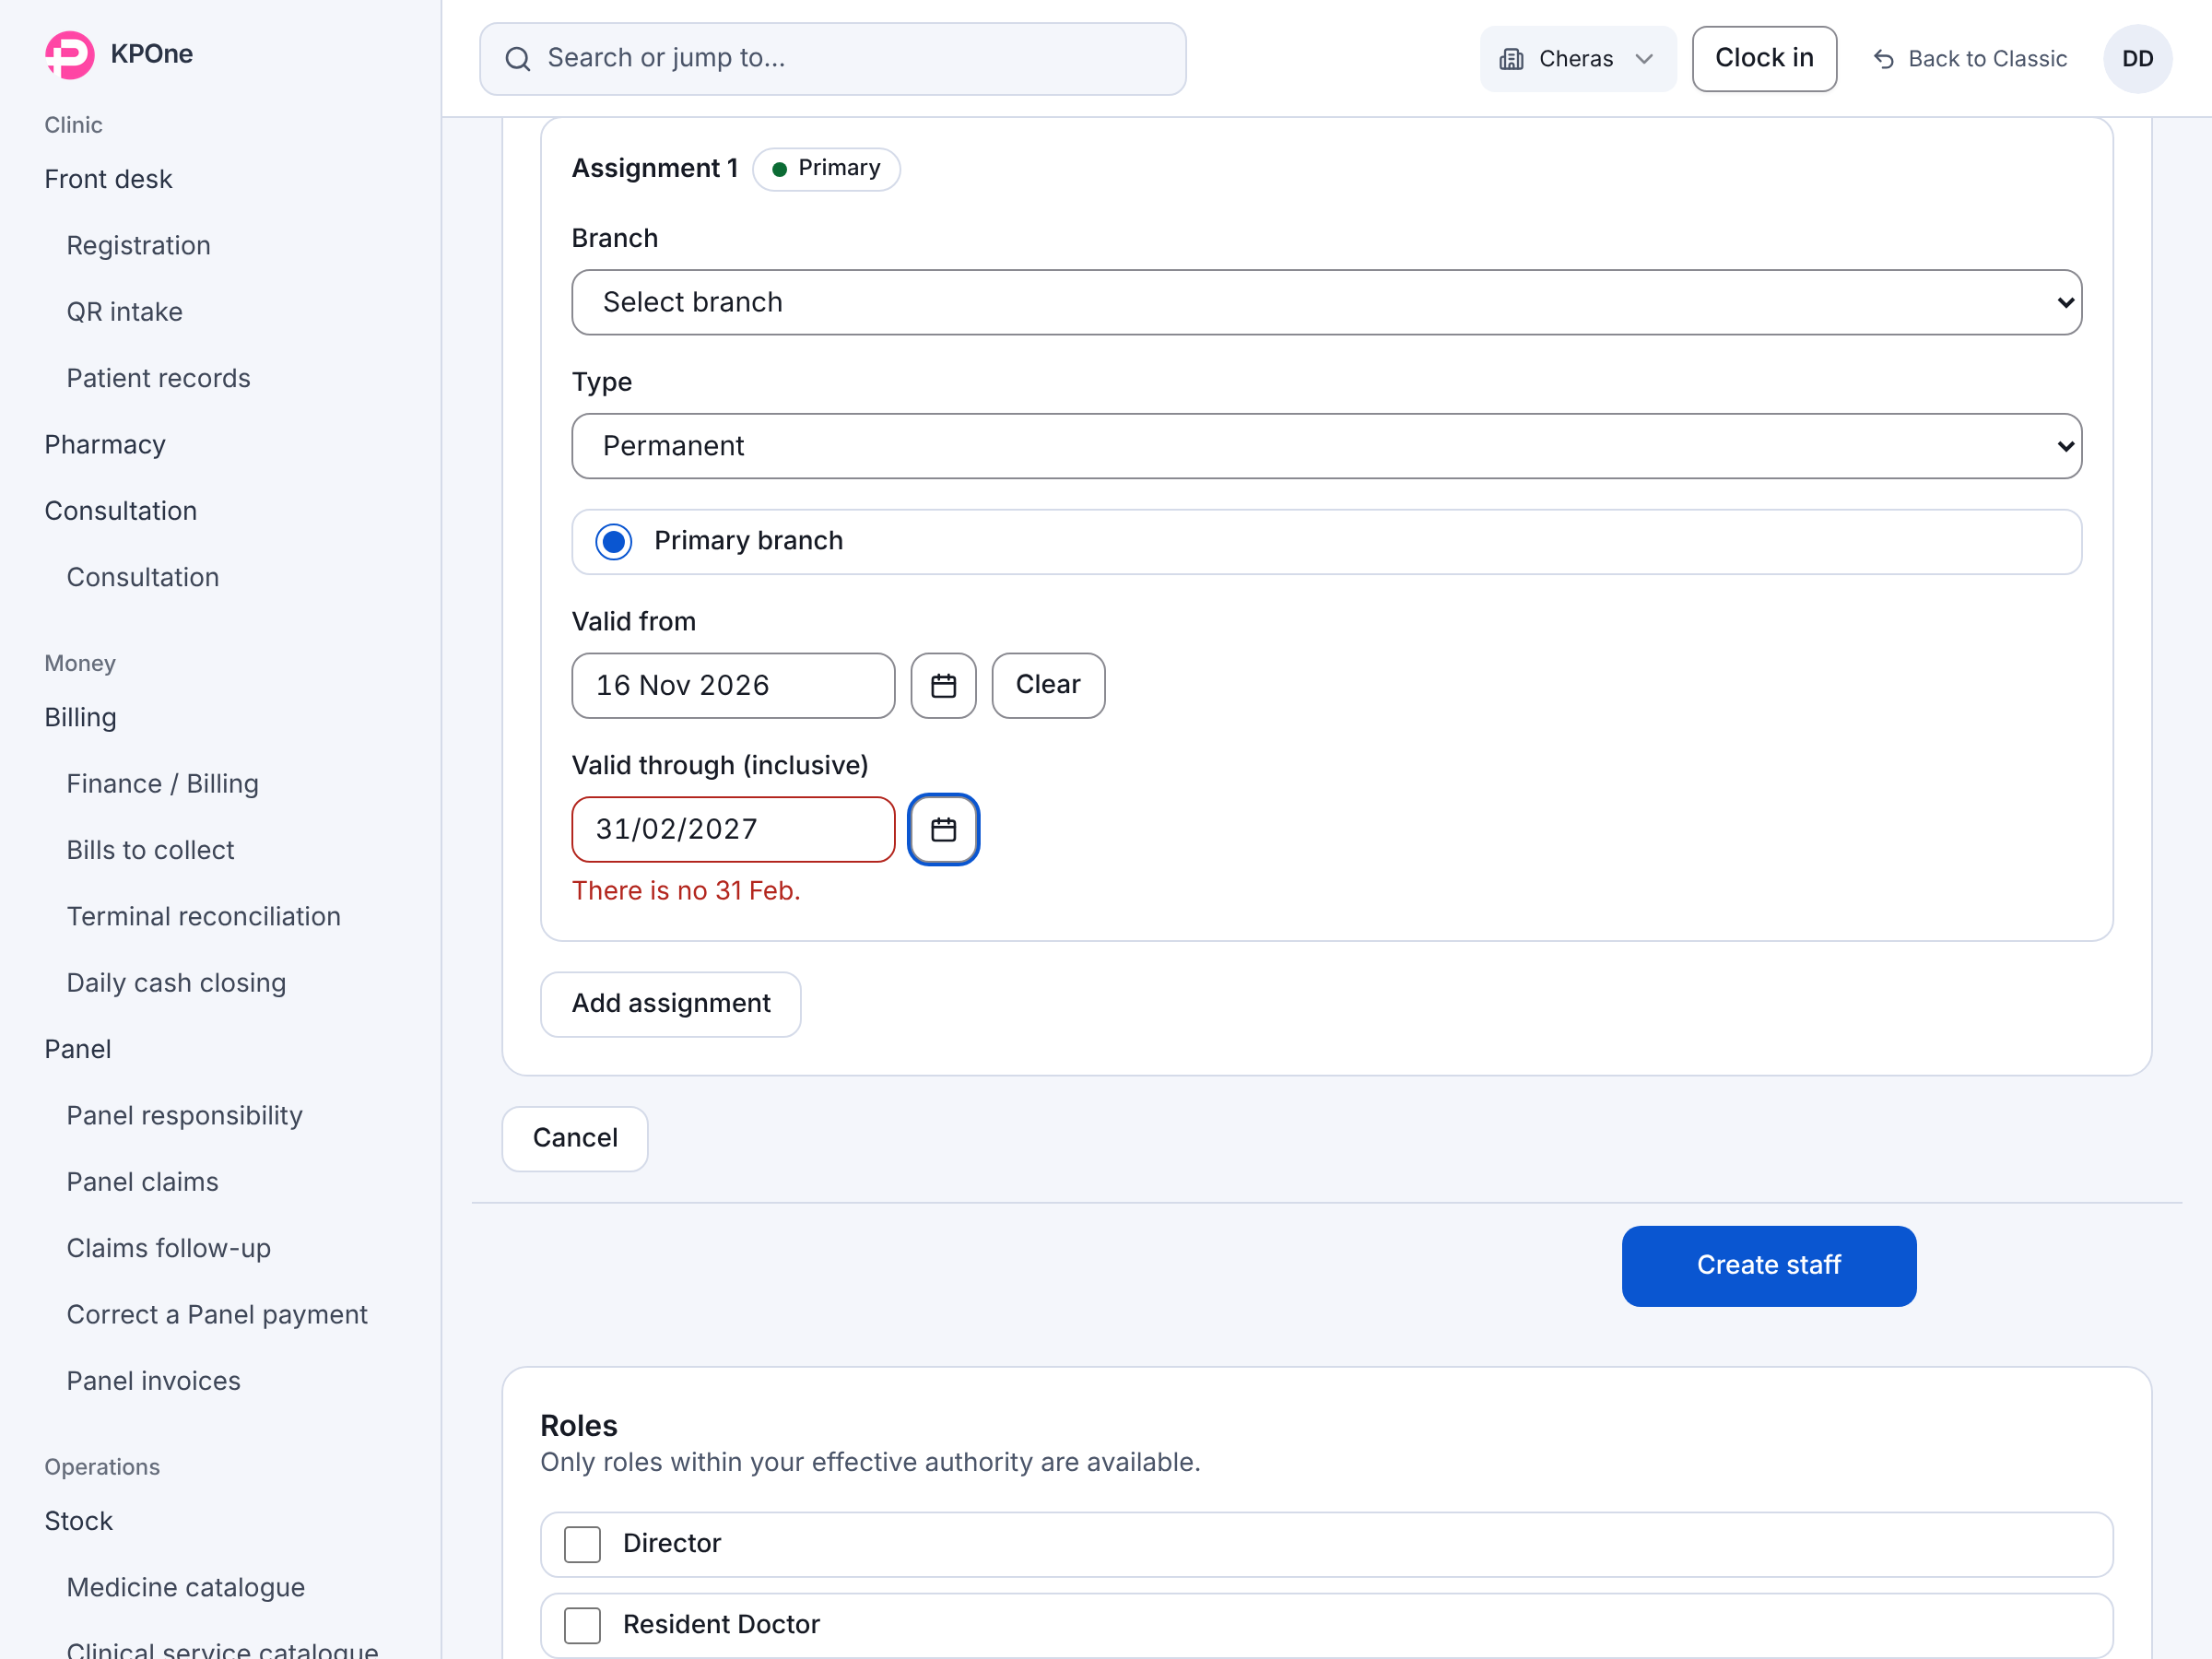 KPOne
Search or jump to...
Cheras
Clock in
Back to Classic
DD
Clinic
Front desk
Registration
QR intake
Patient records
Pharmacy
Consultation
Consultation
Money
Billing
Finance / Billing
Bills to collect
Terminal reconciliation
Daily cash closing
Panel
Panel responsibility
Panel claims
Claims follow-up
Correct a Panel payment
Panel invoices
Operations
Stock
Medicine catalogue
Clinical service catalogue
Assignment 1
Primary
Branch
Select branch
Type
Permanent
Primary branch
Valid from
16 Nov 2026
Clear
Valid through (inclusive)
31/02/2027
There is no 31 Feb.
Add assignment
Cancel
Create staff
Roles
Only roles within your effective authority are available.
Director
Resident Doctor